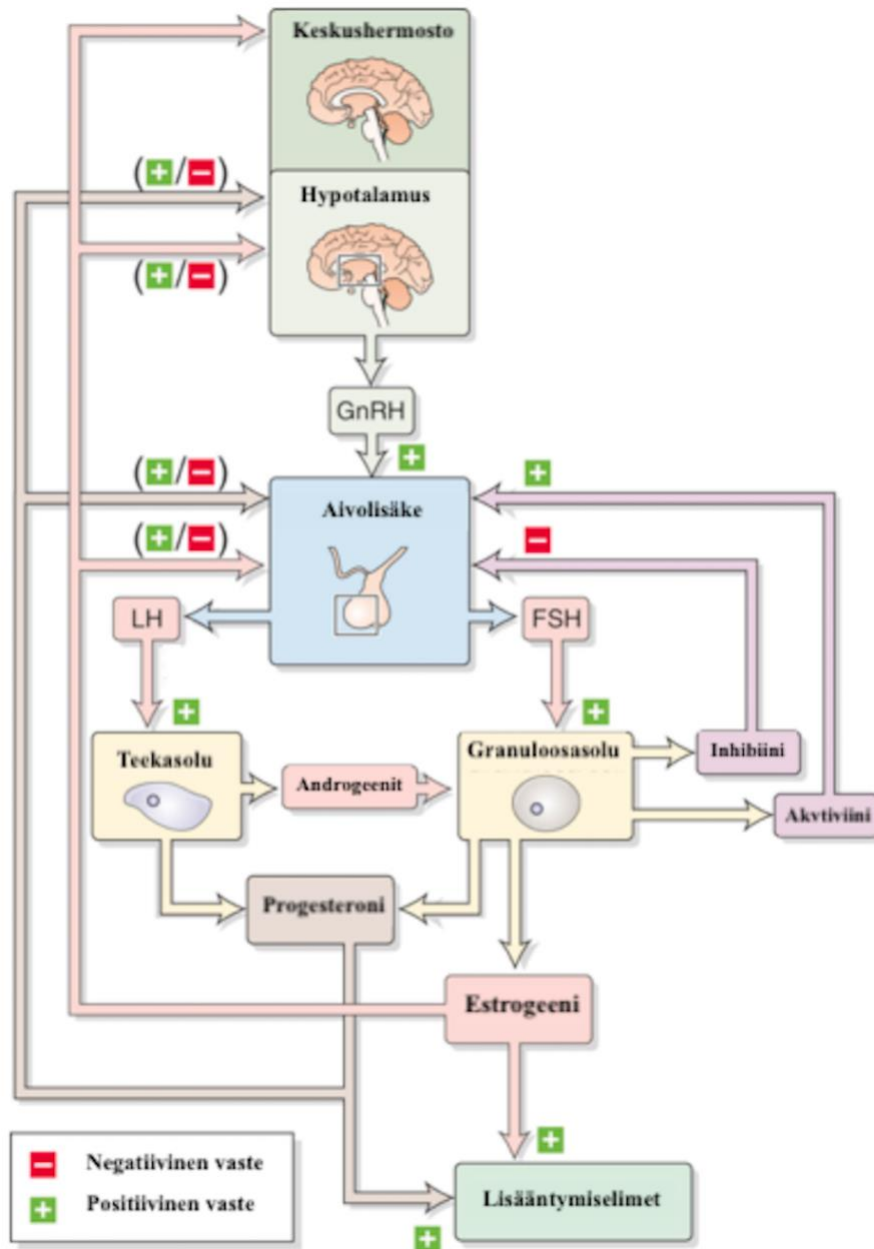 Keskushermosto
(+/−)
Hypotalamus
(+/−)
GnRH
+
(+/−)
+
Aivolisäke
(+/−)
−
LH
FSH
+
+
Teekasolu
Granuloosasolu
Inhibiini
Androgeenit
Akvtiviini
Progesteroni
Estrogeeni
+
− Negatiivinen vaste
+ Positiivinen vaste
Lisääntymiselimet
+